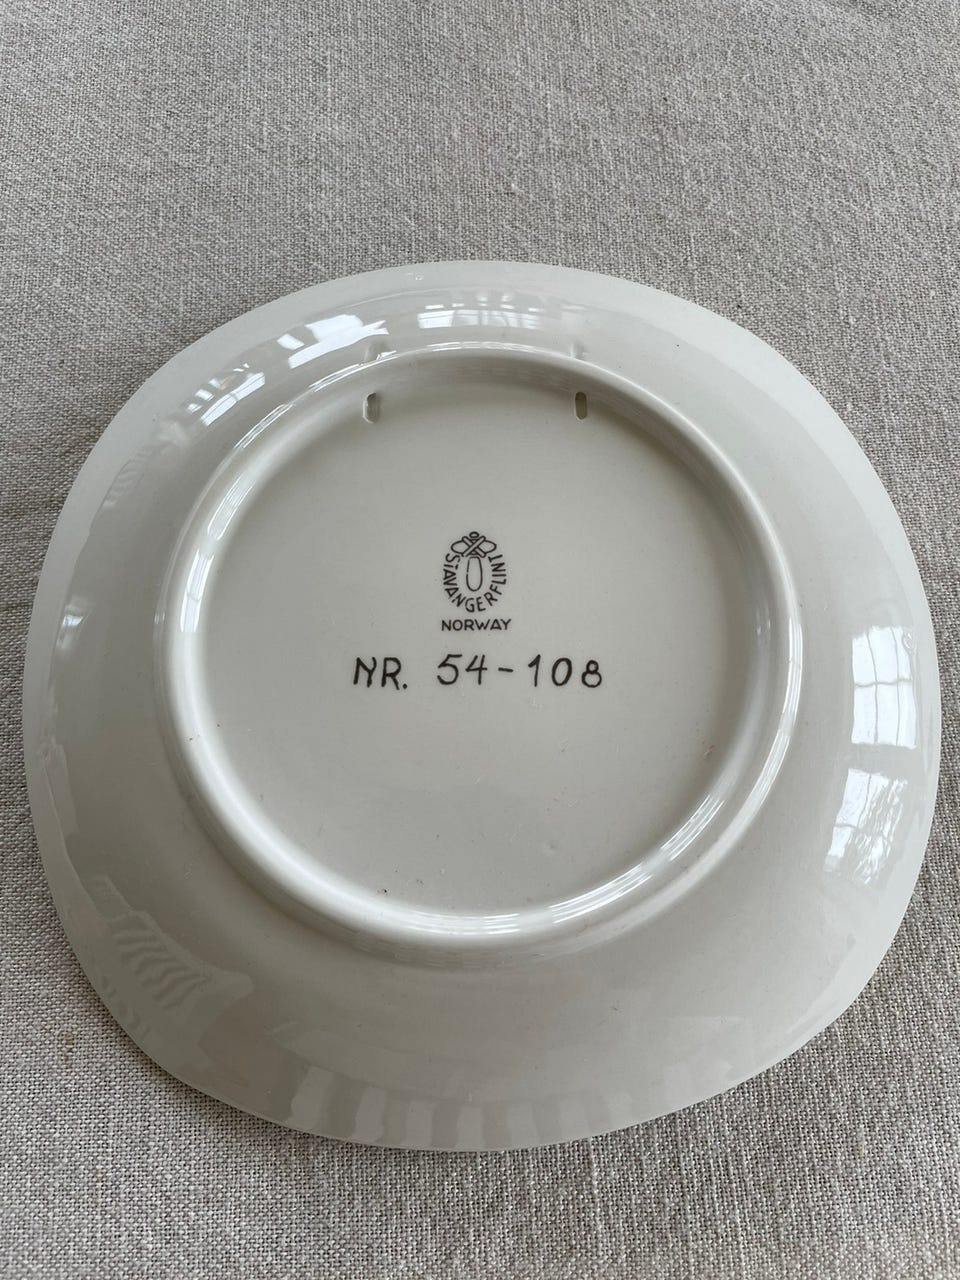 STAVANGERFLINT
NORWAY
NR. 54-108